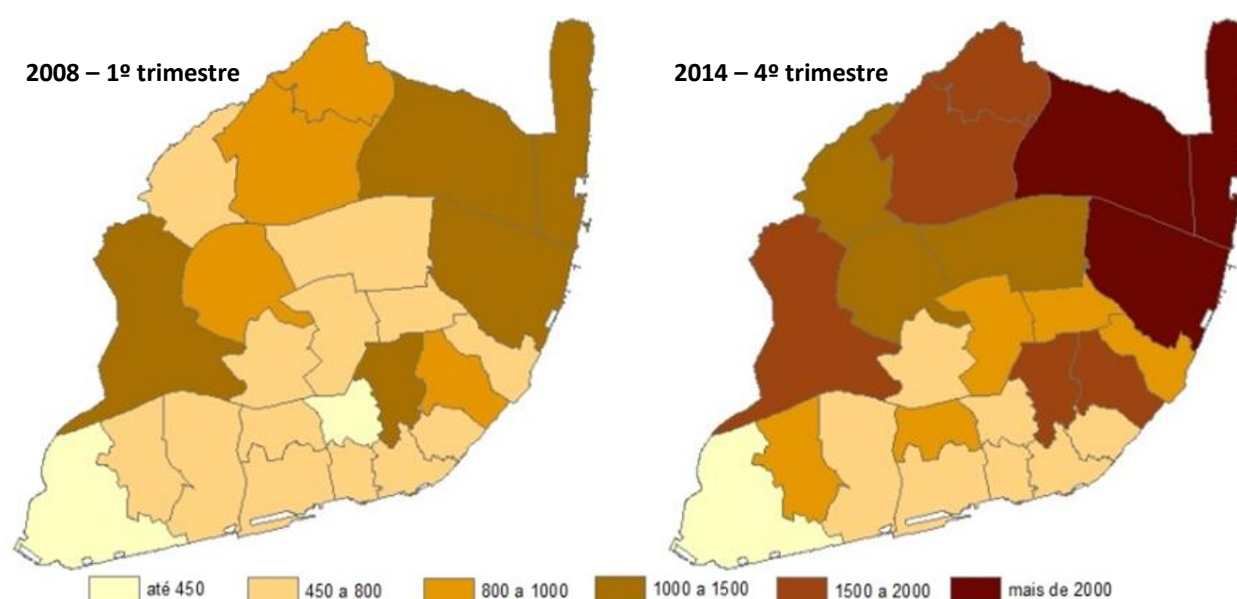 2008 – 1º trimestre
2014 – 4º trimestre
até 450
450 a 800
800 a 1000
1000 a 1500
1500 a 2000
mais de 2000